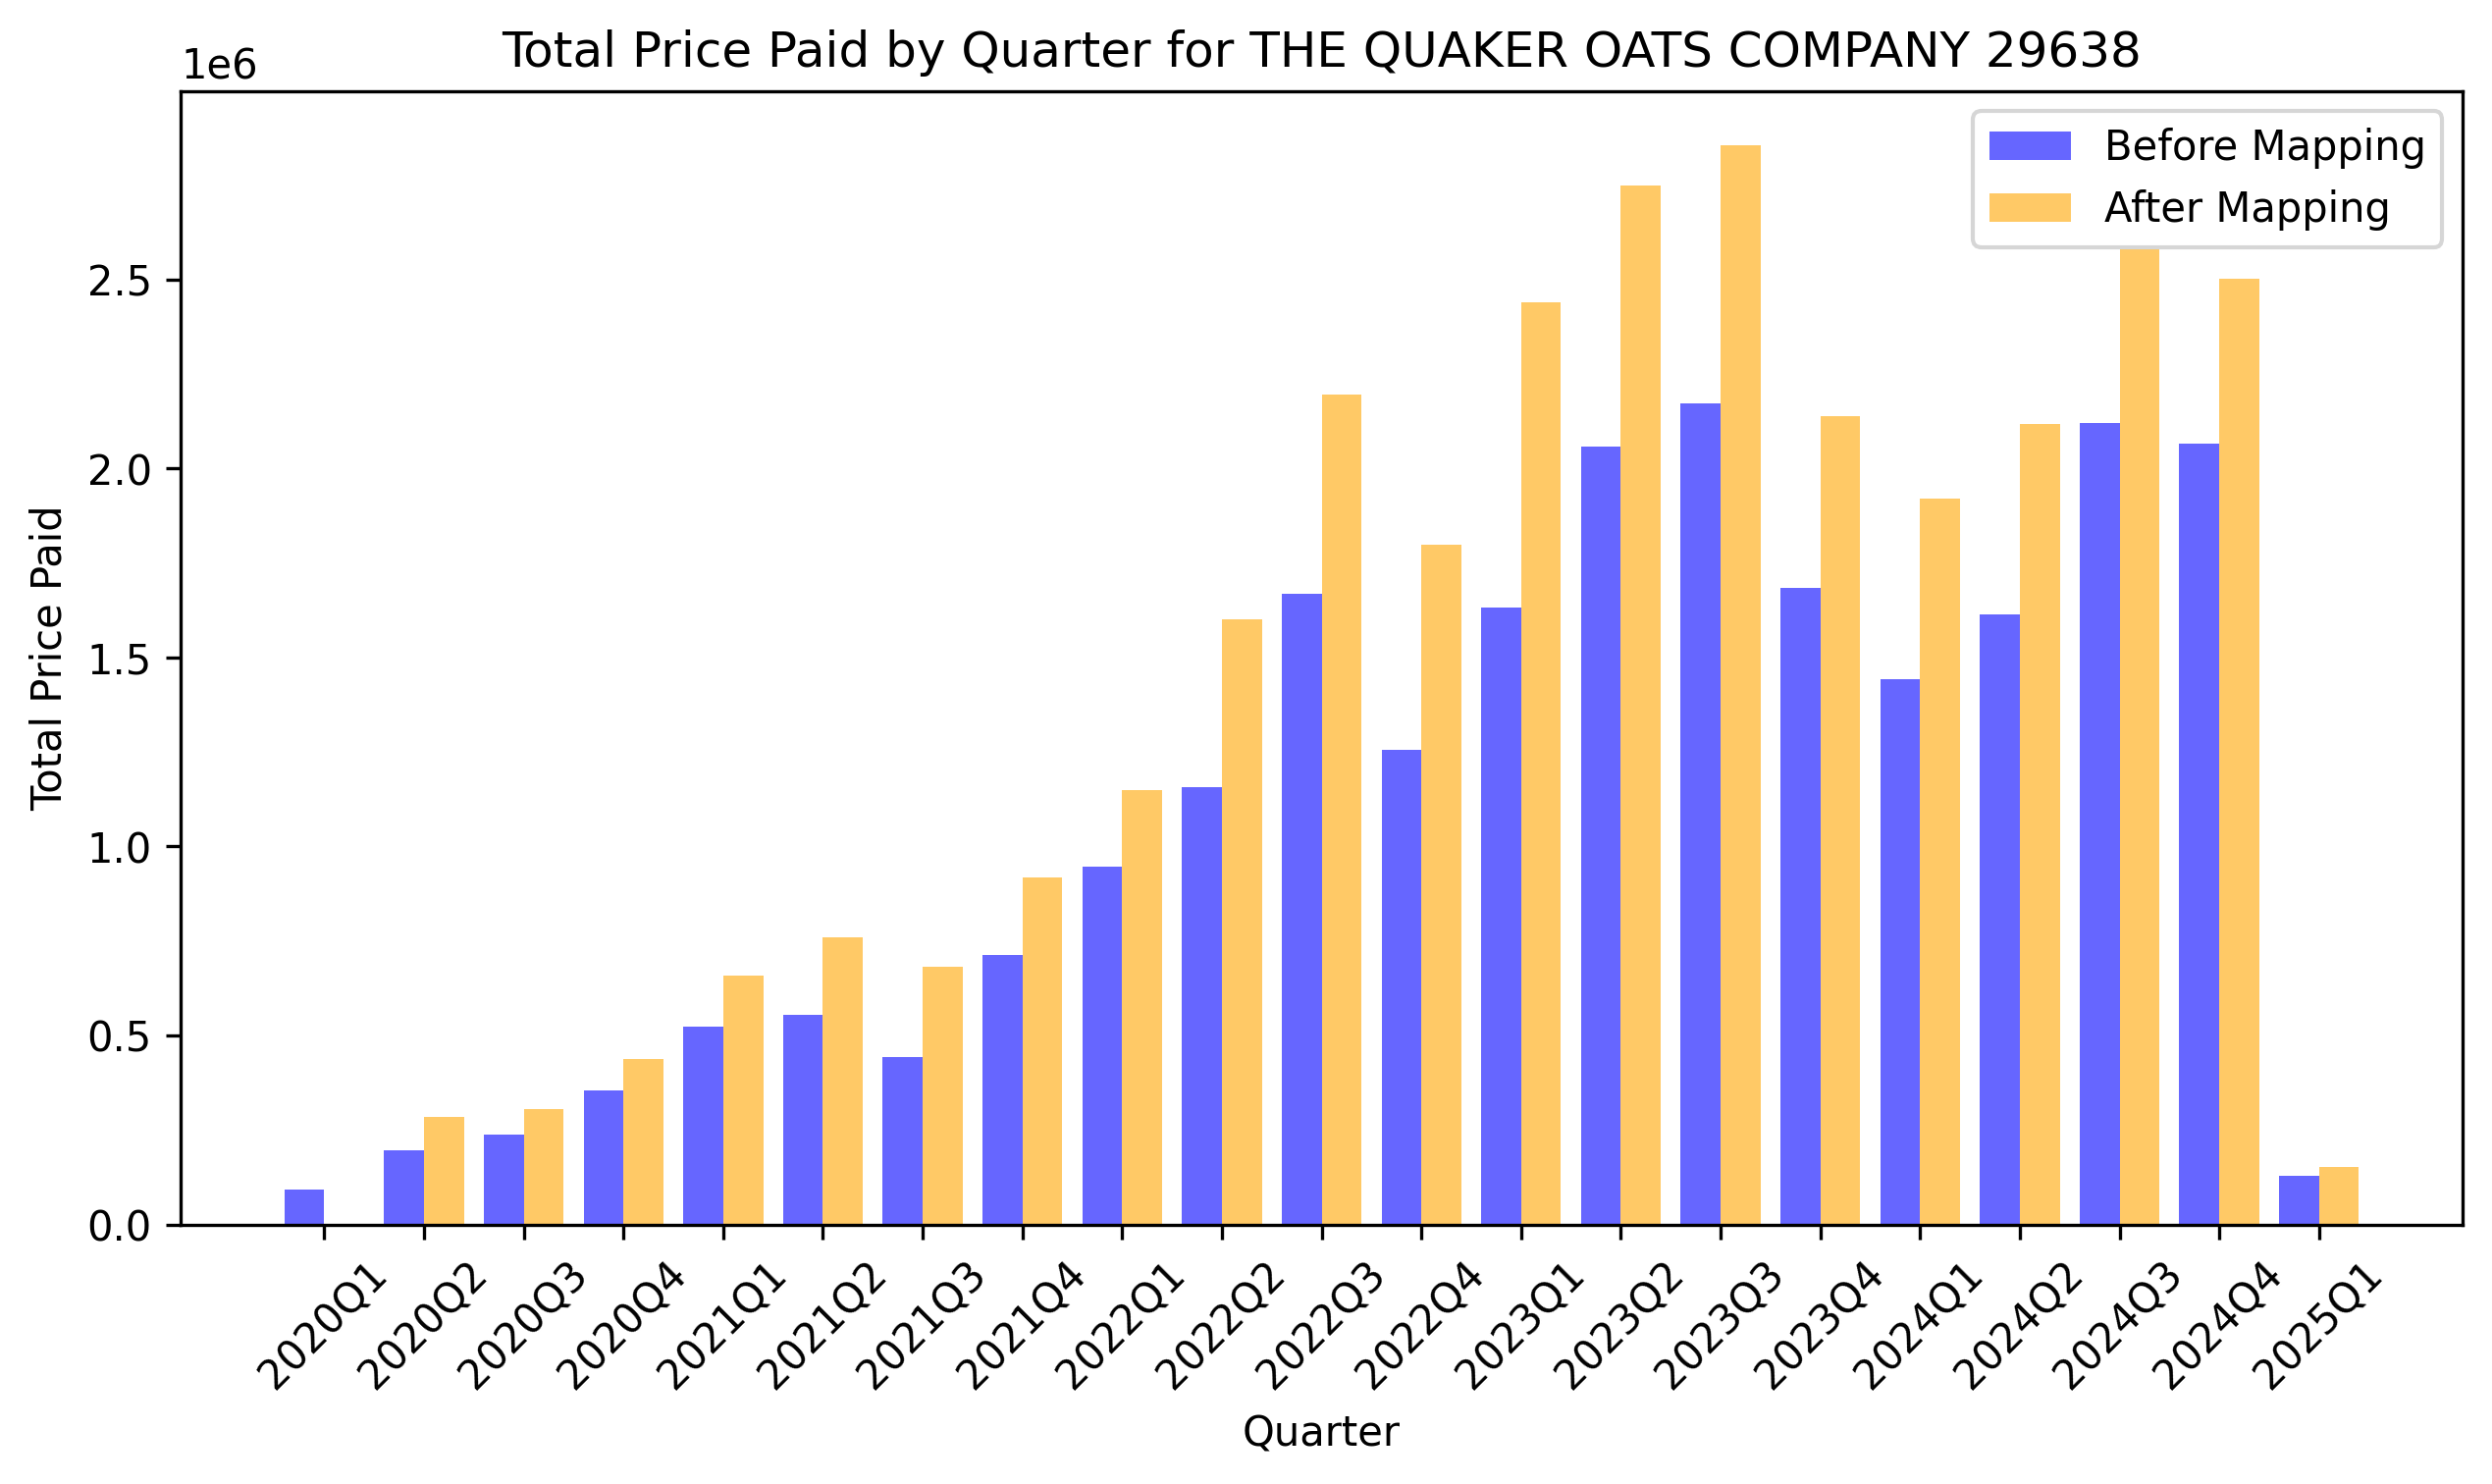 Total Price Paid by Quarter for THE QUAKER OATS COMPANY 29638
1e6
Before Mapping
After Mapping
2.5
2.0
1.5
1.0
0.5
0.0
Total Price Paid
2020Q1
2020Q2
2020Q3
2020Q4
2021Q1
2021Q2
2021Q3
2021Q4
2022Q1
2022Q2
2022Q3
2022Q4
2023Q1
2023Q2
2023Q3
2023Q4
2024Q1
2024Q2
2024Q3
2024Q4
2025Q1
Quarter